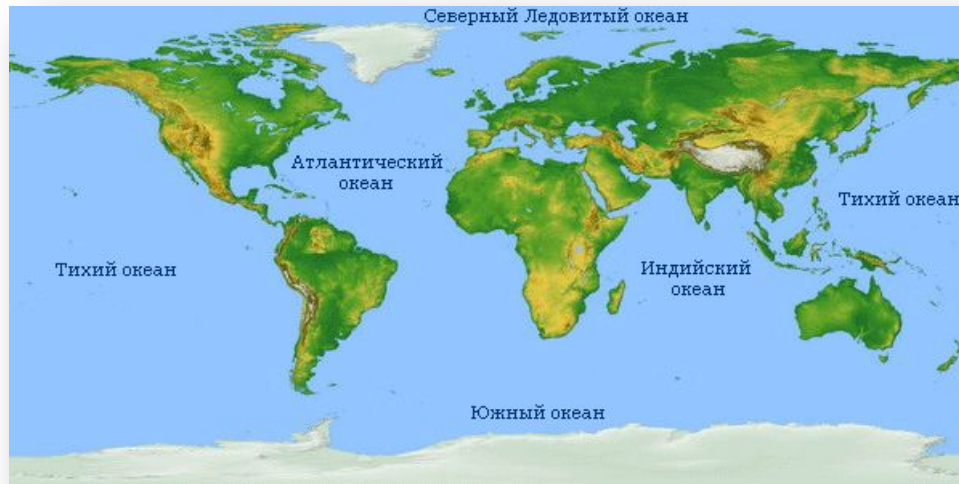 Северный Ледовитый океан
Атлантический
океан
Тихий океан
Тихий океан
Индийский
океан
Южный океан